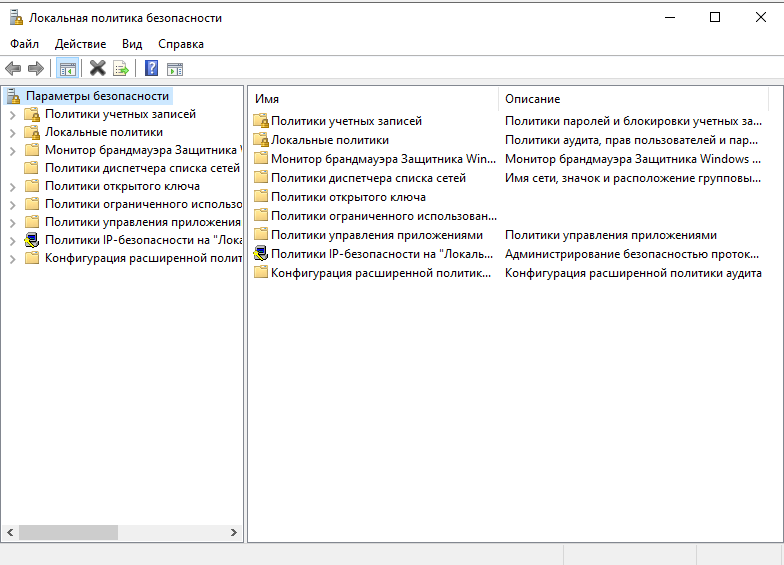 Локальная политика безопасности
Файл Действие Вид Справка
Параметры безопасности
Политики учетных записей
Локальные политики
Монитор брандмауэра Защитника
Политики диспетчера списка сетей
Политики открытого ключа
Политики ограниченного использо
Политики управления приложения
Политики IP-безопасности на "Лока
Конфигурация расширенной полит
Имя Описание
Политики учетных записей Политики паролей и блокировки учетных за...
Локальные политики Политики аудита, прав пользователей и пар...
Монитор брандмауэра Защитника Win... Монитор брандмауэра Защитника Windows ...
Политики диспетчера списка сетей Имя сети, значок и расположение групповы...
Политики открытого ключа
Политики ограниченного использован...
Политики управления приложениями Политики управления приложениями
Политики IP-безопасности на "Локаль... Администрирование безопасностью проток...
Конфигурация расширенной политик... Конфигурация расширенной политики аудита